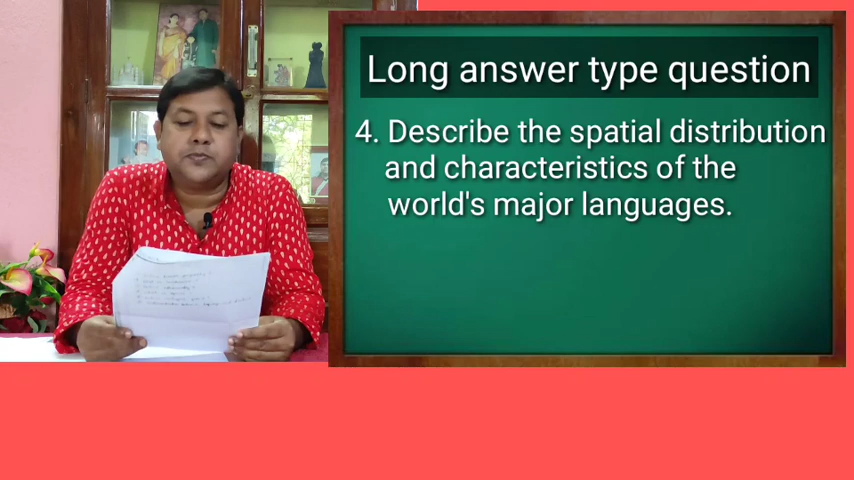 Long answer type question
4. Describe the spatial distribution
and characteristics of the
world's major languages.